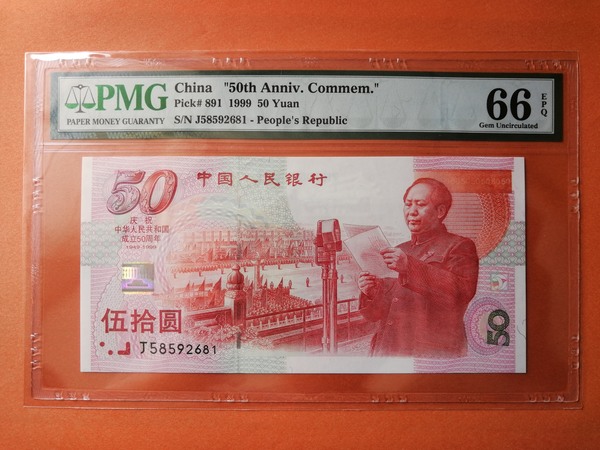 PMG
PAPER MONEY GUARANTY
China "50th Anniv. Commem."
Pick# 891 1999 50 Yuan
S/N J58592681 - People's Republic
66 EPQ
Gem Uncirculated
50
中国人民银行
庆祝
中华人民共和国
成立50周年
1949-1999
伍拾圆
J58592681
50